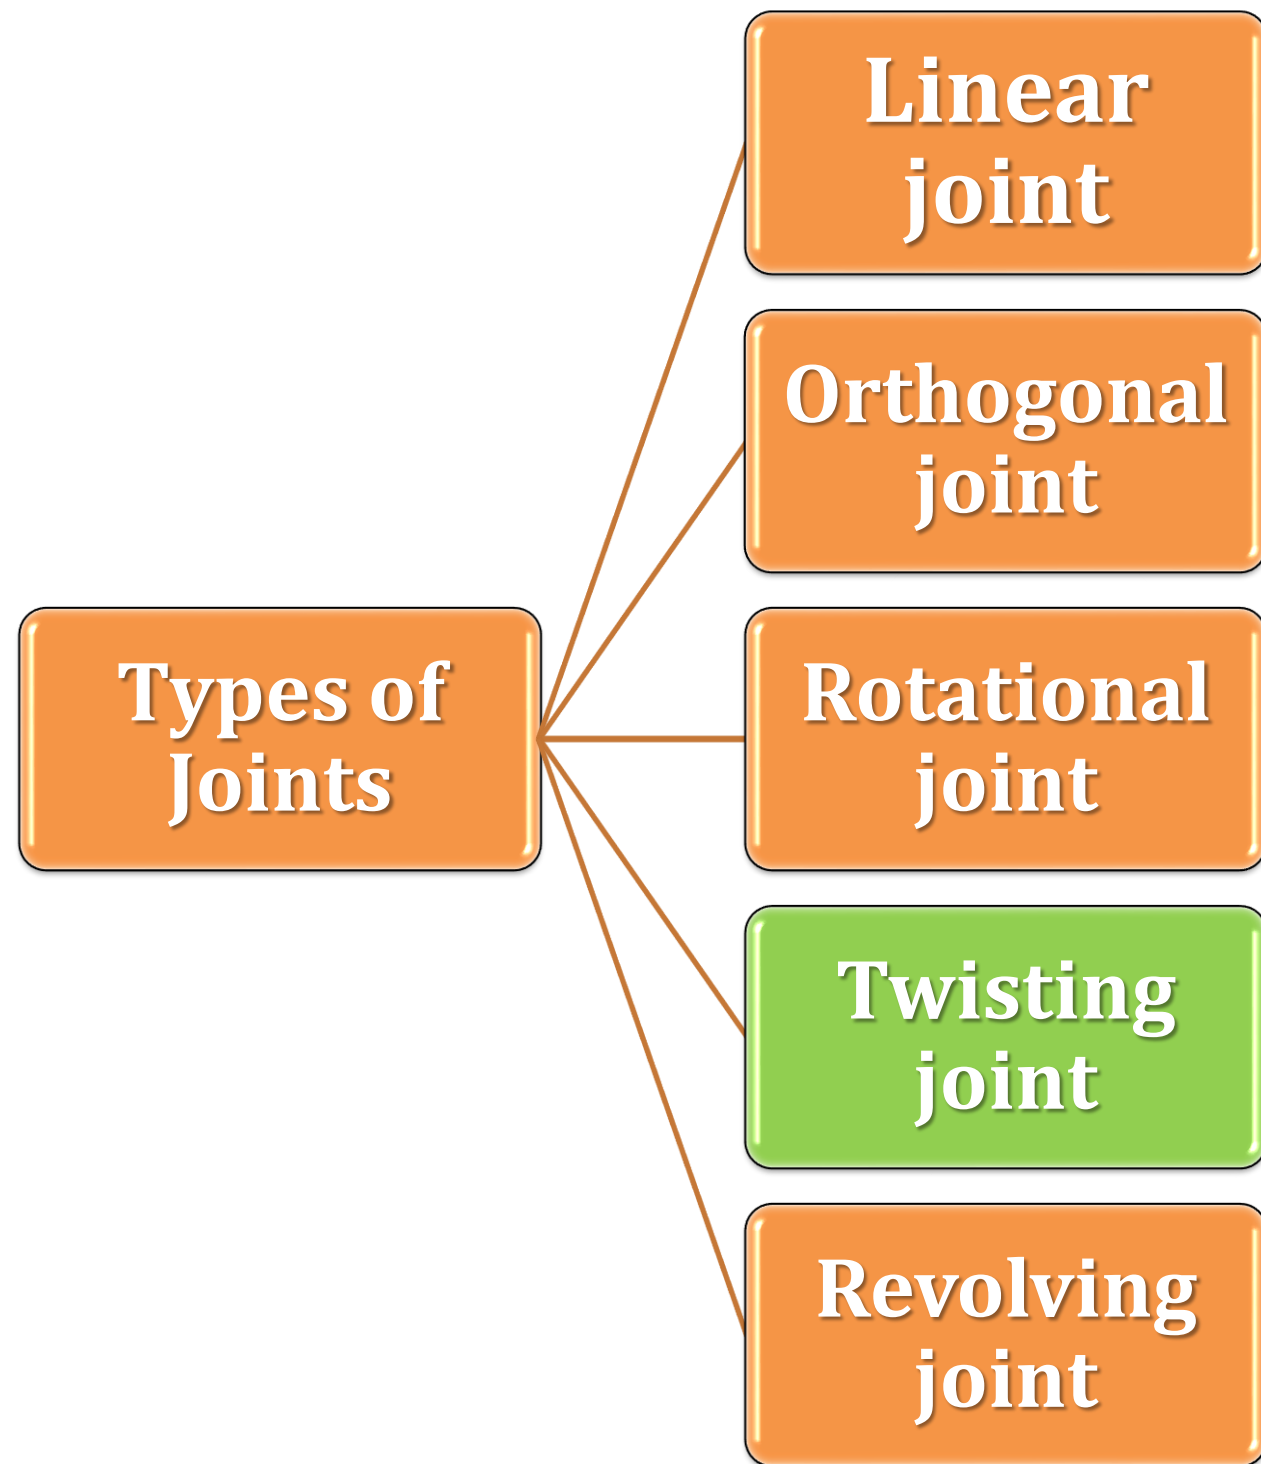 Linear
joint
Orthogonal
joint
Types of
Joints
Rotational
joint
Twisting
joint
Revolving
joint